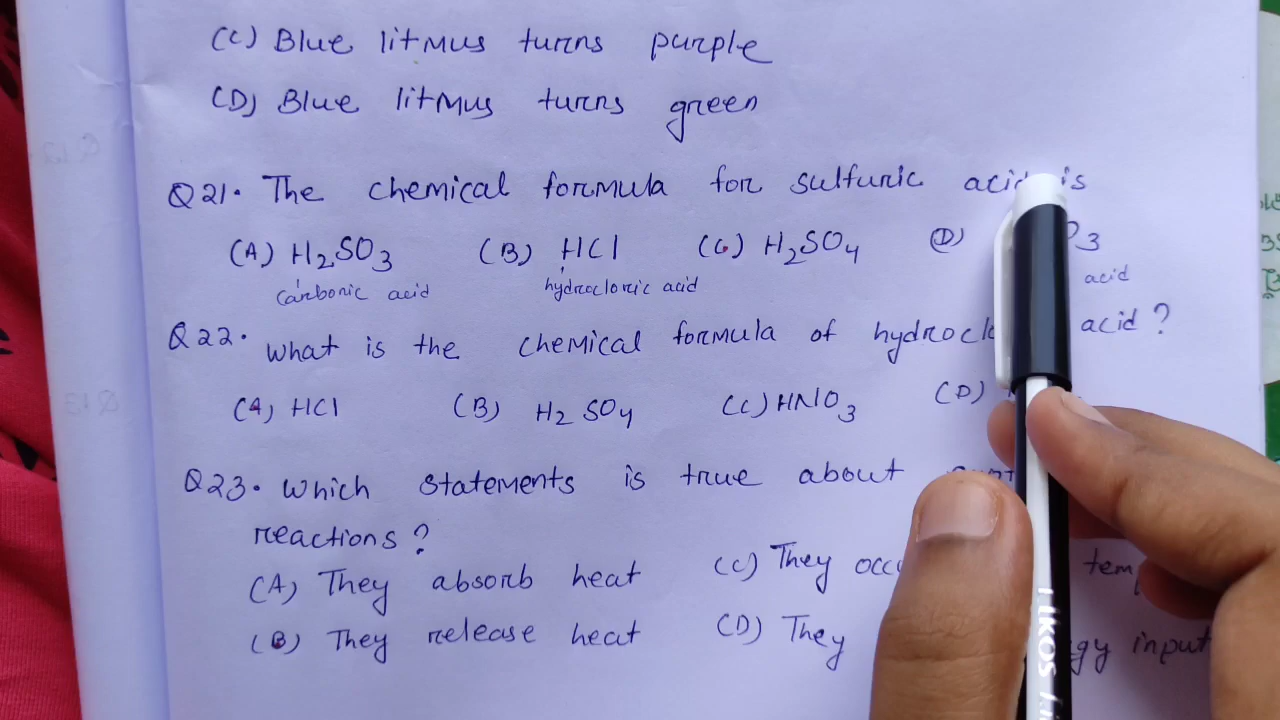 (C) Blue litmus turns purple
(D) Blue litmus turns green
Q21. The chemical formula for sulfuric acid is
(A) H₂SO₃ (B) HCl (C) H₂SO₄ (D)
carbonic acid hydrocloric acid acid
Q22. What is the chemical formula of acid?
(A) HCl (B) H₂SO₄ (C) HNO₃ (D)
Q23. Which statements is true about
reactions?
(A) They absorb heat (C) They
(B) They release heat (D) They input